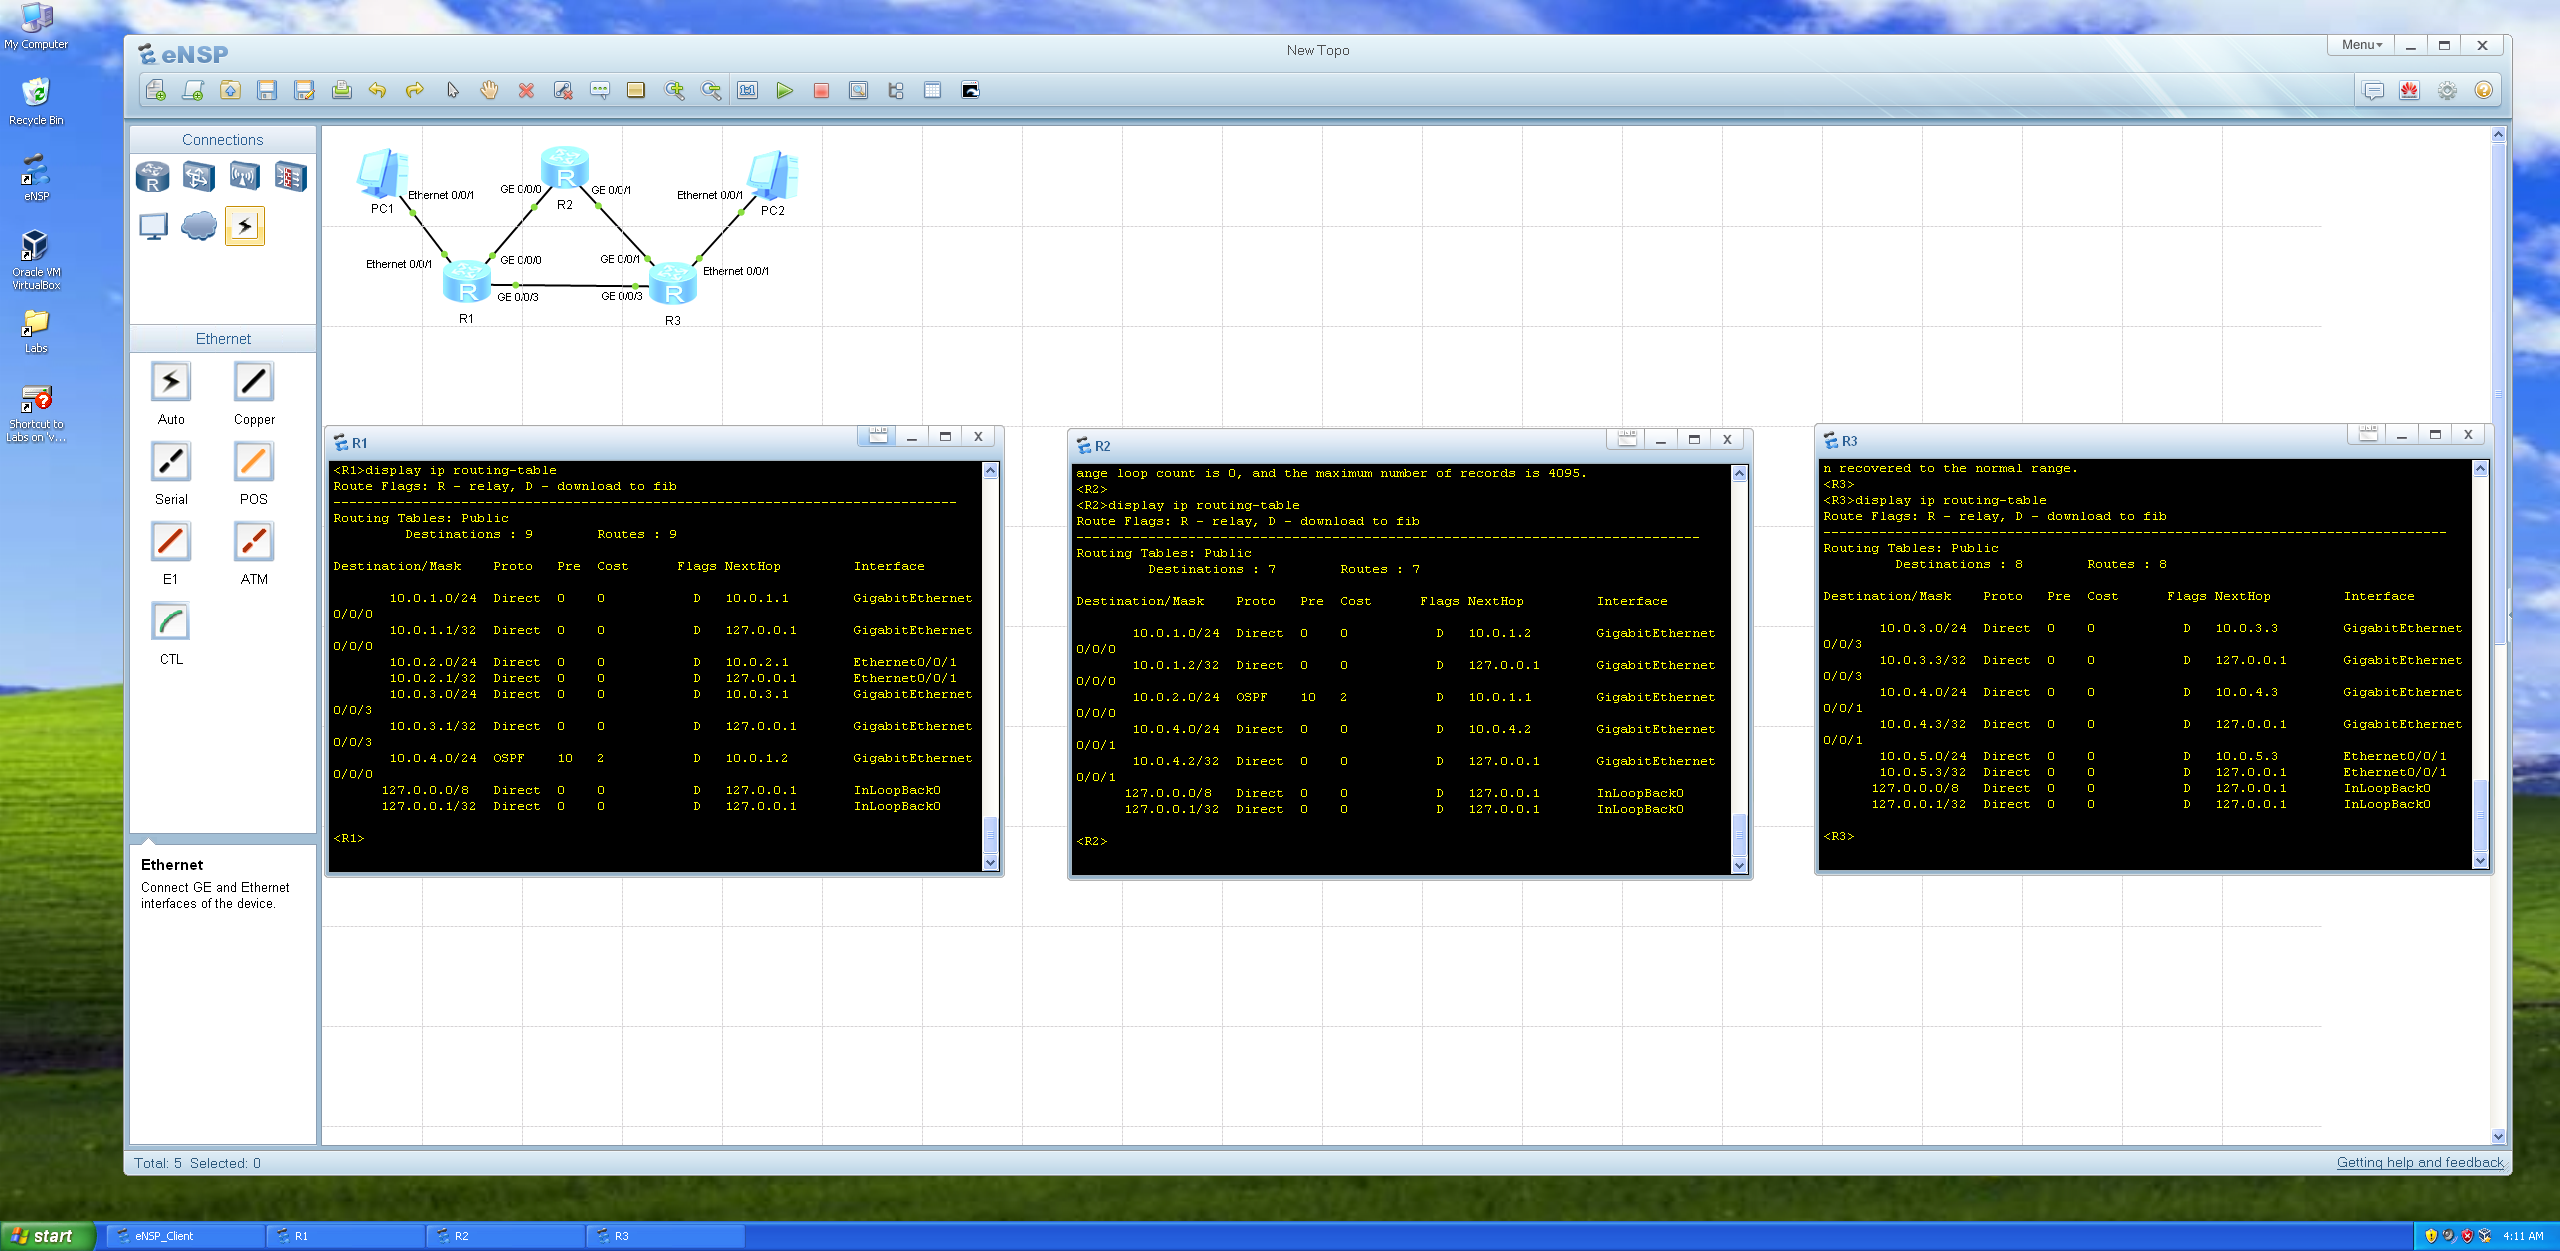 My Computer
Recycle Bin
eNSP
Oracle VM
VirtualBox
Labs
Shortcut to
Labs on 'v...
eNSP
New Topo
Menu
Connections
Ethernet
Auto
Copper
Serial
POS
E1
ATM
CTL
Ethernet
Connect GE and Ethernet
interfaces of the device.
PC1
Ethernet 0/0/1
GE 0/0/0
R2
GE 0/0/1
Ethernet 0/0/1
PC2
Ethernet 0/0/1
GE 0/0/0
GE 0/0/1
Ethernet 0/0/1
GE 0/0/3
GE 0/0/3
R1
R3
R1
<R1>display ip routing-table
Route Flags: R - relay, D - download to fib
------------------------------------------------------------------------------
Routing Tables: Public
Destinations : 9 Routes : 9
Destination/Mask Proto Pre Cost Flags NextHop Interface
10.0.1.0/24 Direct 0 0 D 10.0.1.1 GigabitEthernet
0/0/0
10.0.1.1/32 Direct 0 0 D 127.0.0.1 GigabitEthernet
0/0/0
10.0.2.0/24 Direct 0 0 D 10.0.2.1 Ethernet0/0/1
10.0.2.1/32 Direct 0 0 D 127.0.0.1 Ethernet0/0/1
10.0.3.0/24 Direct 0 0 D 10.0.3.1 GigabitEthernet
0/0/3
10.0.3.1/32 Direct 0 0 D 127.0.0.1 GigabitEthernet
0/0/3
10.0.4.0/24 OSPF 10 2 D 10.0.1.2 GigabitEthernet
0/0/0
127.0.0.0/8 Direct 0 0 D 127.0.0.1 InLoopBack0
127.0.0.1/32 Direct 0 0 D 127.0.0.1 InLoopBack0
<R1>
R2
ange loop count is 0, and the maximum number of records is 4095.
<R2>
<R2>display ip routing-table
Route Flags: R - relay, D - download to fib
------------------------------------------------------------------------------
Routing Tables: Public
Destinations : 7 Routes : 7
Destination/Mask Proto Pre Cost Flags NextHop Interface
10.0.1.0/24 Direct 0 0 D 10.0.1.2 GigabitEthernet
0/0/0
10.0.1.2/32 Direct 0 0 D 127.0.0.1 GigabitEthernet
0/0/0
10.0.2.0/24 OSPF 10 2 D 10.0.1.1 GigabitEthernet
0/0/0
10.0.4.0/24 Direct 0 0 D 10.0.4.2 GigabitEthernet
0/0/1
10.0.4.2/32 Direct 0 0 D 127.0.0.1 GigabitEthernet
0/0/1
127.0.0.0/8 Direct 0 0 D 127.0.0.1 InLoopBack0
127.0.0.1/32 Direct 0 0 D 127.0.0.1 InLoopBack0
<R2>
R3
n recovered to the normal range.
<R3>
<R3>display ip routing-table
Route Flags: R - relay, D - download to fib
------------------------------------------------------------------------------
Routing Tables: Public
Destinations : 8 Routes : 8
Destination/Mask Proto Pre Cost Flags NextHop Interface
10.0.3.0/24 Direct 0 0 D 10.0.3.3 GigabitEthernet
0/0/3
10.0.3.3/32 Direct 0 0 D 127.0.0.1 GigabitEthernet
0/0/3
10.0.4.0/24 Direct 0 0 D 10.0.4.3 GigabitEthernet
0/0/1
10.0.4.3/32 Direct 0 0 D 127.0.0.1 GigabitEthernet
0/0/1
10.0.5.0/24 Direct 0 0 D 10.0.5.3 Ethernet0/0/1
10.0.5.3/32 Direct 0 0 D 127.0.0.1 Ethernet0/0/1
127.0.0.0/8 Direct 0 0 D 127.0.0.1 InLoopBack0
127.0.0.1/32 Direct 0 0 D 127.0.0.1 InLoopBack0
<R3>
Total: 5 Selected: 0
Getting help and feedback
start
eNSP_Client
R1
R2
R3
4:11 AM